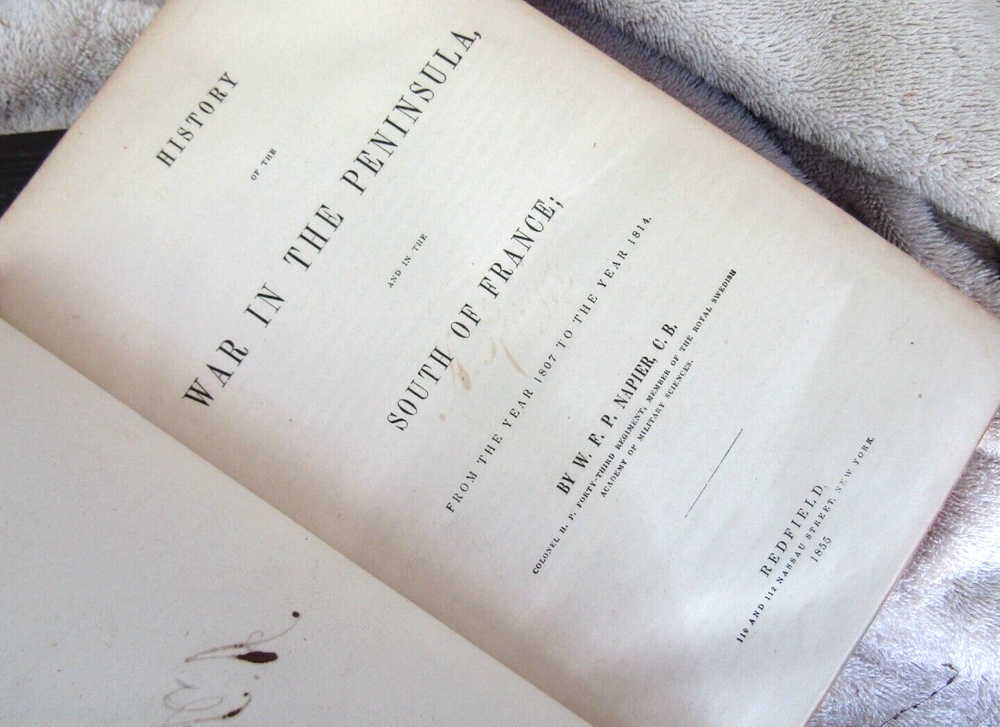 HISTORY
OF THE
WAR IN THE PENINSULA,
AND IN THE
SOUTH OF FRANCE;
FROM THE YEAR 1807 TO THE YEAR 1814.
BY W. F. P. NAPIER, C. B.
COLONEL H. P. FORTY-THIRD REGIMENT, MEMBER OF THE ROYAL SWEDISH
ACADEMY OF MILITARY SCIENCES.
REDFIELD,
110 AND 112 NASSAU STREET, NEW YORK.
1855